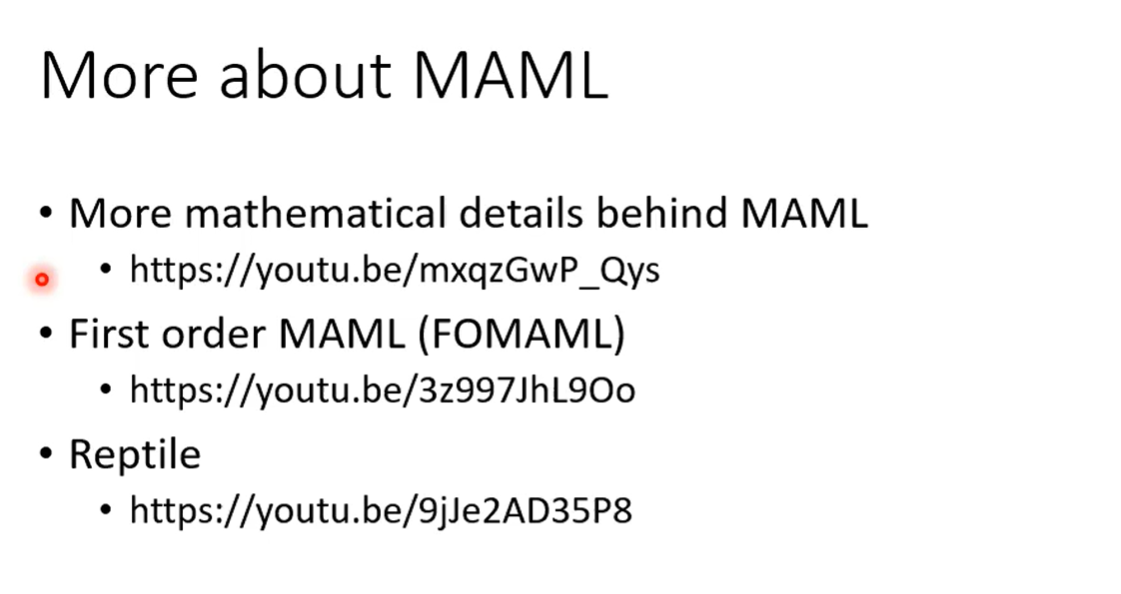 More about MAML
• More mathematical details behind MAML
• https://youtu.be/mxqzGwP_Qys
• First order MAML (FOMAML)
• https://youtu.be/3z997JhL9Oo
• Reptile
• https://youtu.be/9jJe2AD35P8